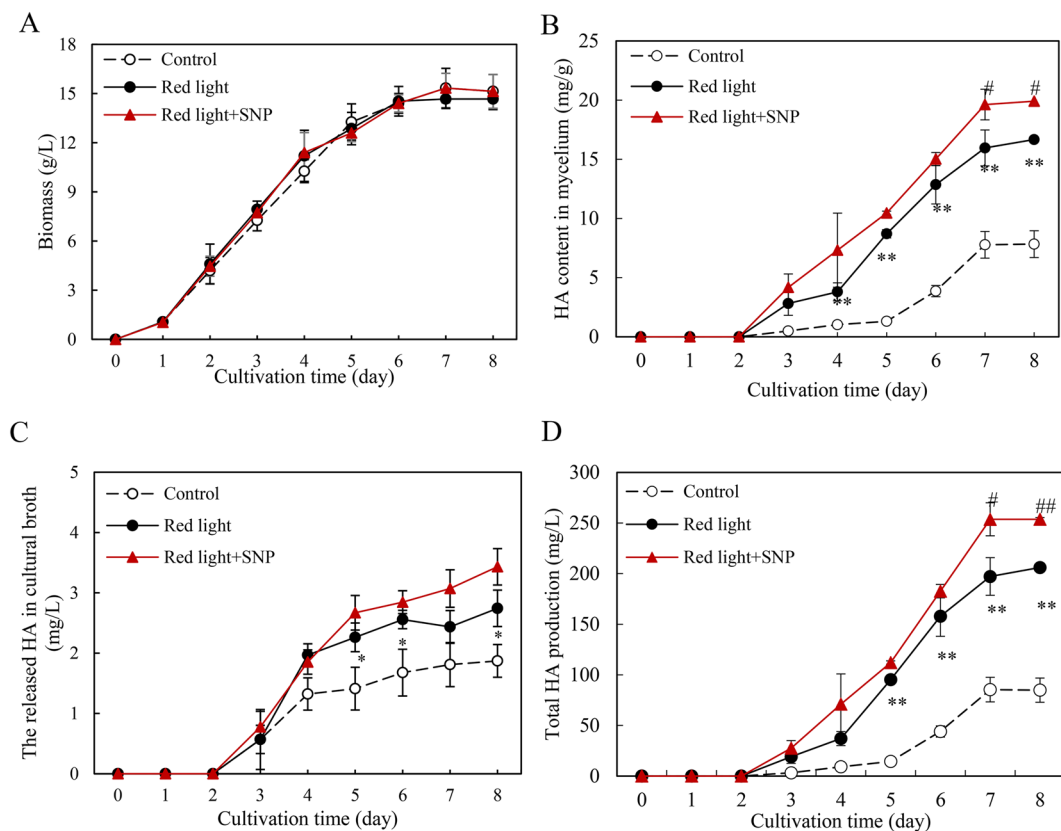 A
Control
Red light
Red light+SNP
Biomass (g/L)
18
15
12
9
6
3
0
0 1 2 3 4 5 6 7 8
Cultivation time (day)
B
Control
Red light
Red light+SNP
HA content in mycelium (mg/g)
25
20
15
10
5
0
# #
** ** ** ** **
0 1 2 3 4 5 6 7 8
Cultivation time (day)
C
Control
Red light
Red light+SNP
The released HA in cultural broth
(mg/L)
5
4
3
2
1
0
* * *
0 1 2 3 4 5 6 7 8
Cultivation time (day)
D
Control
Red light
Red light+SNP
Total HA production (mg/L)
300
250
200
150
100
50
0
# ##
** ** ** **
0 1 2 3 4 5 6 7 8
Cultivation time (day)